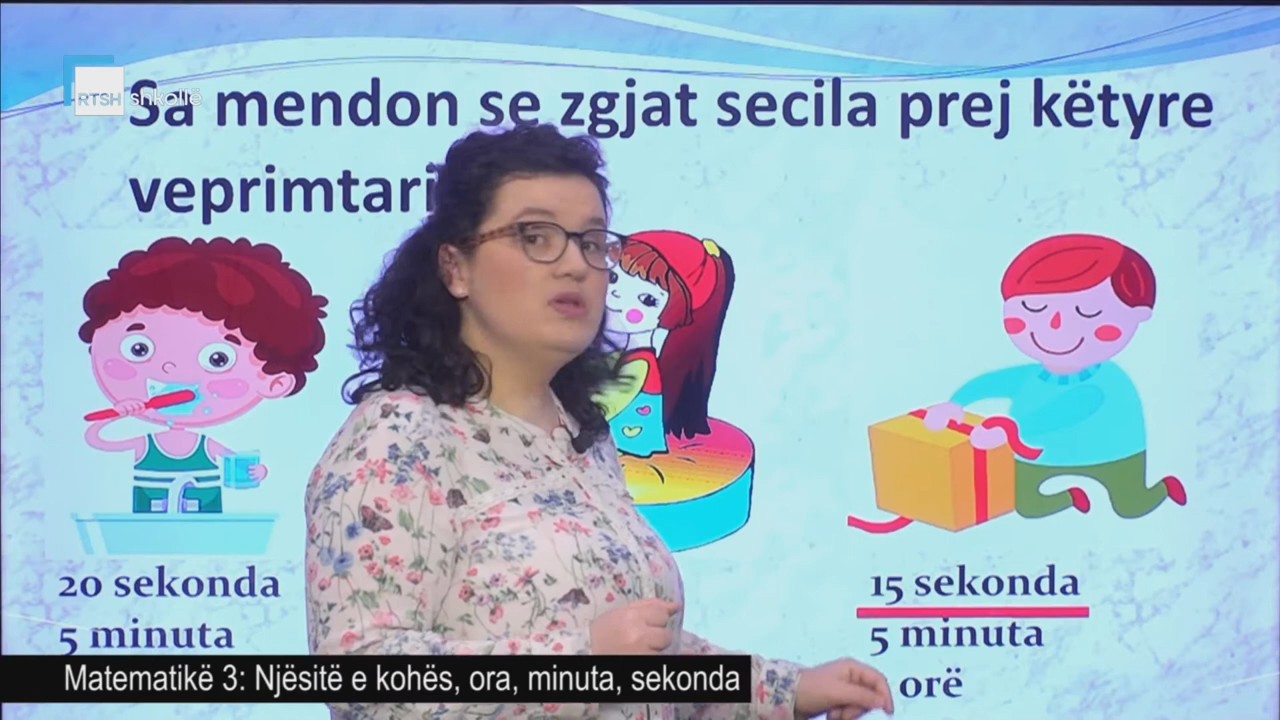 RTSH shkollë
Sa mendon se zgjat secila prej këtyre
veprimtari
20 sekonda
5 minuta
15 sekonda
5 minuta
orë
Matematikë 3: Njësitë e kohës, ora, minuta, sekonda